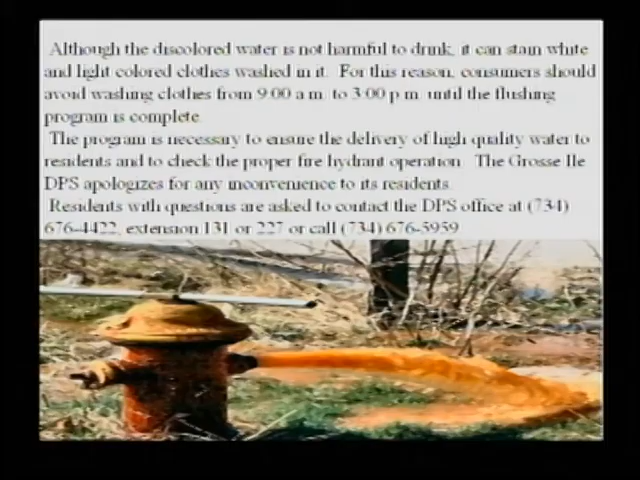 Although the discolored water is not harmful to drink, it can stain white
and light colored clothes washed in it. For this reason, consumers should
avoid washing clothes from 9:00 a.m. to 3:00 p.m. until the flushing
program is complete.
The program is necessary to ensure the delivery of high quality water to
residents and to check the proper fire hydrant operation. The Grosse Ile
DPS apologizes for any inconvenience to its residents.
Residents with questions are asked to contact the DPS office at (734)
676-4422, extension 131 or 227 or call (734) 676-5959